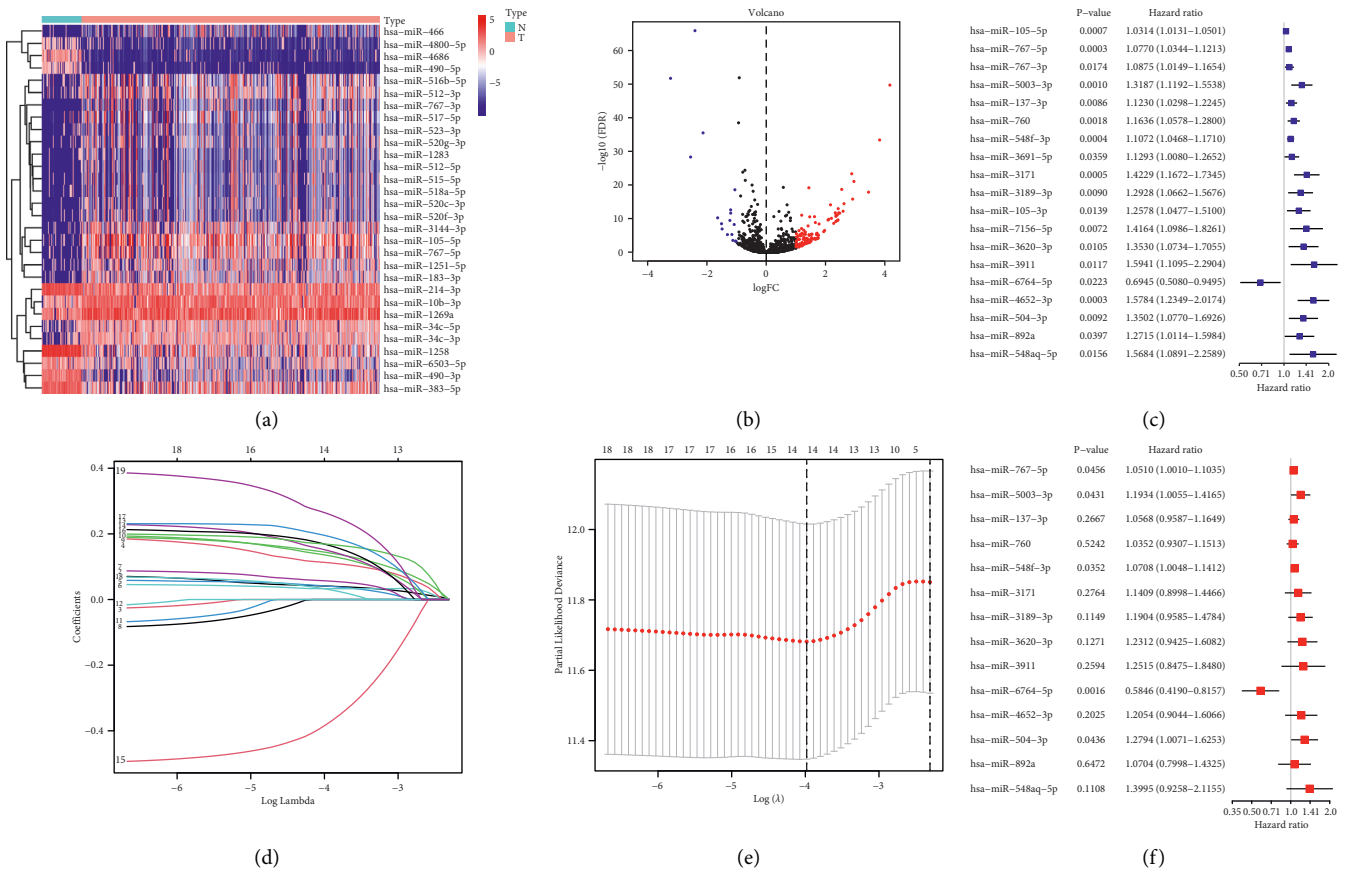 Type
hsa−miR−466
hsa−miR−4800−5p
hsa−miR−4686
hsa−miR−490−5p
hsa−miR−516b−5p
hsa−miR−512−3p
hsa−miR−767−3p
hsa−miR−517−5p
hsa−miR−523−3p
hsa−miR−520g−3p
hsa−miR−1283
hsa−miR−512−5p
hsa−miR−515−5p
hsa−miR−518a−5p
hsa−miR−520c−3p
hsa−miR−520f−3p
hsa−miR−3144−3p
hsa−miR−105−5p
hsa−miR−767−5p
hsa−miR−1251−5p
hsa−miR−183−3p
hsa−miR−214−3p
hsa−miR−10b−3p
hsa−miR−1269a
hsa−miR−34c−5p
hsa−miR−34c−3p
hsa−miR−1258
hsa−miR−6503−5p
hsa−miR−490−3p
hsa−miR−383−5p
5
0
−5
Type
N
T
(a)
Volcano
60
50
40
30
20
10
0
−log10 (FDR)
−4 −2 0 2 4
logFC
(b)
P−value Hazard ratio
hsa−miR−105−5p 0.0007 1.0314 (1.0131−1.0501)
hsa−miR−767−5p 0.0003 1.0770 (1.0344−1.1213)
hsa−miR−767−3p 0.0174 1.0875 (1.0149−1.1654)
hsa−miR−5003−3p 0.0010 1.3187 (1.1192−1.5538)
hsa−miR−137−3p 0.0086 1.1230 (1.0298−1.2245)
hsa−miR−760 0.0018 1.1636 (1.0578−1.2800)
hsa−miR−548f−3p 0.0004 1.1072 (1.0468−1.1710)
hsa−miR−3691−5p 0.0359 1.1293 (1.0080−1.2652)
hsa−miR−3171 0.0005 1.4229 (1.1672−1.7345)
hsa−miR−3189−3p 0.0090 1.2928 (1.0662−1.5676)
hsa−miR−105−3p 0.0139 1.2578 (1.0477−1.5100)
hsa−miR−7156−5p 0.0072 1.4164 (1.0986−1.8261)
hsa−miR−3620−3p 0.0105 1.3530 (1.0734−1.7055)
hsa−miR−3911 0.0117 1.5941 (1.1095−2.2904)
hsa−miR−6764−5p 0.0223 0.6945 (0.5080−0.9495)
hsa−miR−4652−3p 0.0003 1.5784 (1.2349−2.0174)
hsa−miR−504−3p 0.0092 1.3502 (1.0770−1.6926)
hsa−miR−892a 0.0397 1.2715 (1.0114−1.5984)
hsa−miR−548aq−5p 0.0156 1.5684 (1.0891−2.2589)
0.50 0.71 1.0 1.41 2.0
Hazard ratio
(c)
18 16 14 13
0.4
0.2
0.0
−0.2
−0.4
Coefficients
19
17
10
4
7
6
12
3
11
8
15
−6 −5 −4 −3
Log Lambda
(d)
18 18 18 17 17 17 16 15 14 14 13 13 10 5
12.0
11.8
11.6
11.4
Partial Likelihood Deviance
−6 −5 −4 −3
Log (λ)
(e)
P−value Hazard ratio
hsa−miR−767−5p 0.0456 1.0510 (1.0010−1.1035)
hsa−miR−5003−3p 0.0431 1.1934 (1.0055−1.4165)
hsa−miR−137−3p 0.2667 1.0568 (0.9587−1.1649)
hsa−miR−760 0.5242 1.0352 (0.9307−1.1513)
hsa−miR−548f−3p 0.0352 1.0708 (1.0048−1.1412)
hsa−miR−3171 0.2764 1.1409 (0.8998−1.4466)
hsa−miR−3189−3p 0.1149 1.1904 (0.9585−1.4784)
hsa−miR−3620−3p 0.1271 1.2312 (0.9425−1.6082)
hsa−miR−3911 0.2594 1.2515 (0.8475−1.8480)
hsa−miR−6764−5p 0.0016 0.5846 (0.4190−0.8157)
hsa−miR−4652−3p 0.2025 1.2054 (0.9044−1.6066)
hsa−miR−504−3p 0.0436 1.2794 (1.0071−1.6253)
hsa−miR−892a 0.6472 1.0704 (0.7998−1.4325)
hsa−miR−548aq−5p 0.1108 1.3995 (0.9258−2.1155)
0.35 0.50 0.71 1.0 1.41 2.0
Hazard ratio
(f)